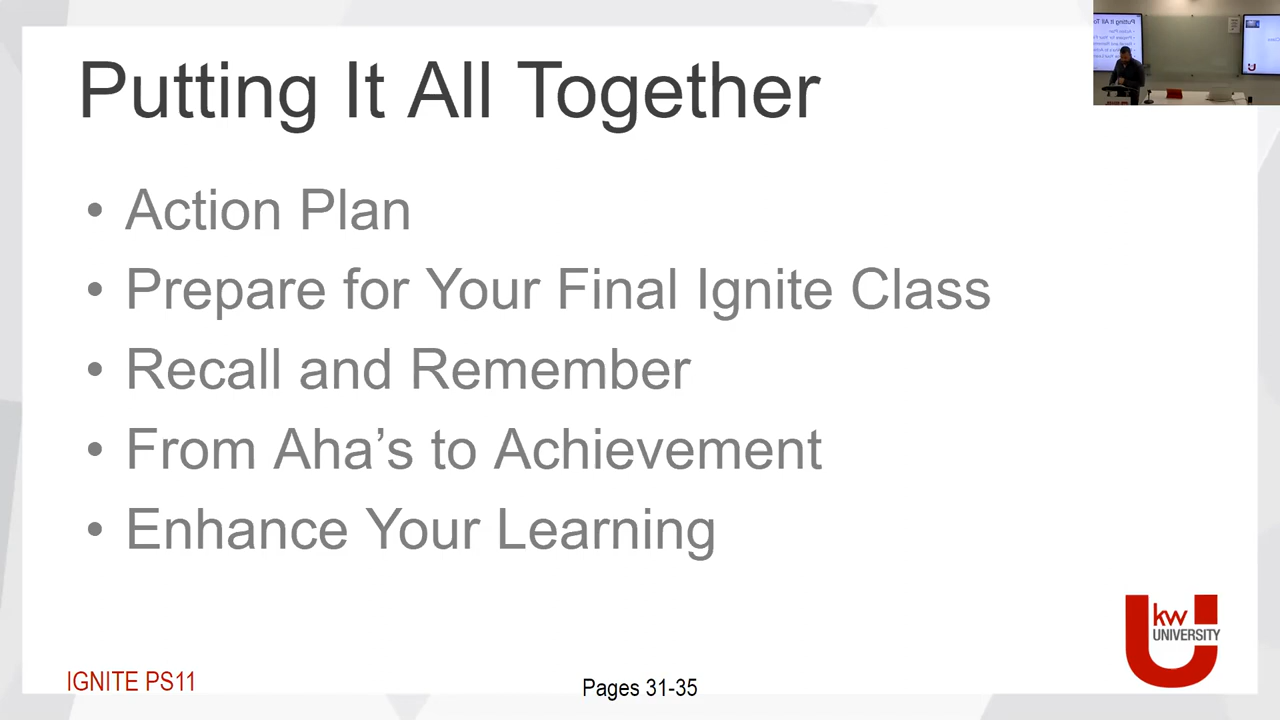 Putting It All Together
• Action Plan
• Prepare for Your Final Ignite Class
• Recall and Remember
• From Aha’s to Achievement
• Enhance Your Learning
kw
UNIVERSITY
IGNITE PS11
Pages 31-35